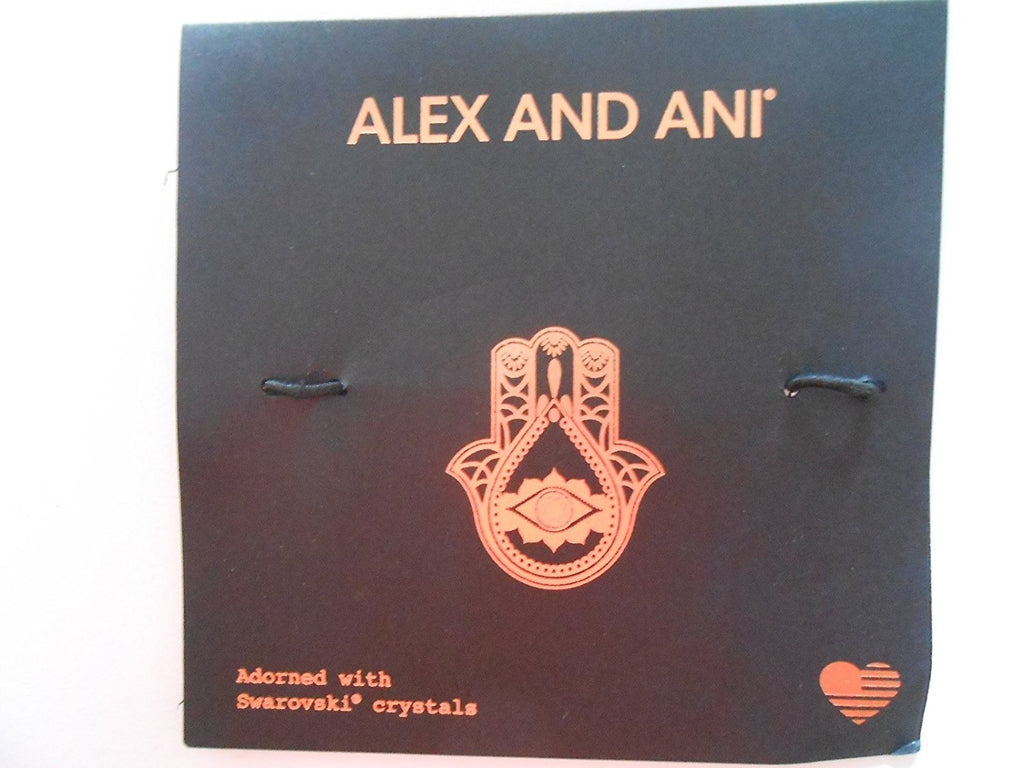 ALEX AND ANI
Adorned with
Swarovski® crystals